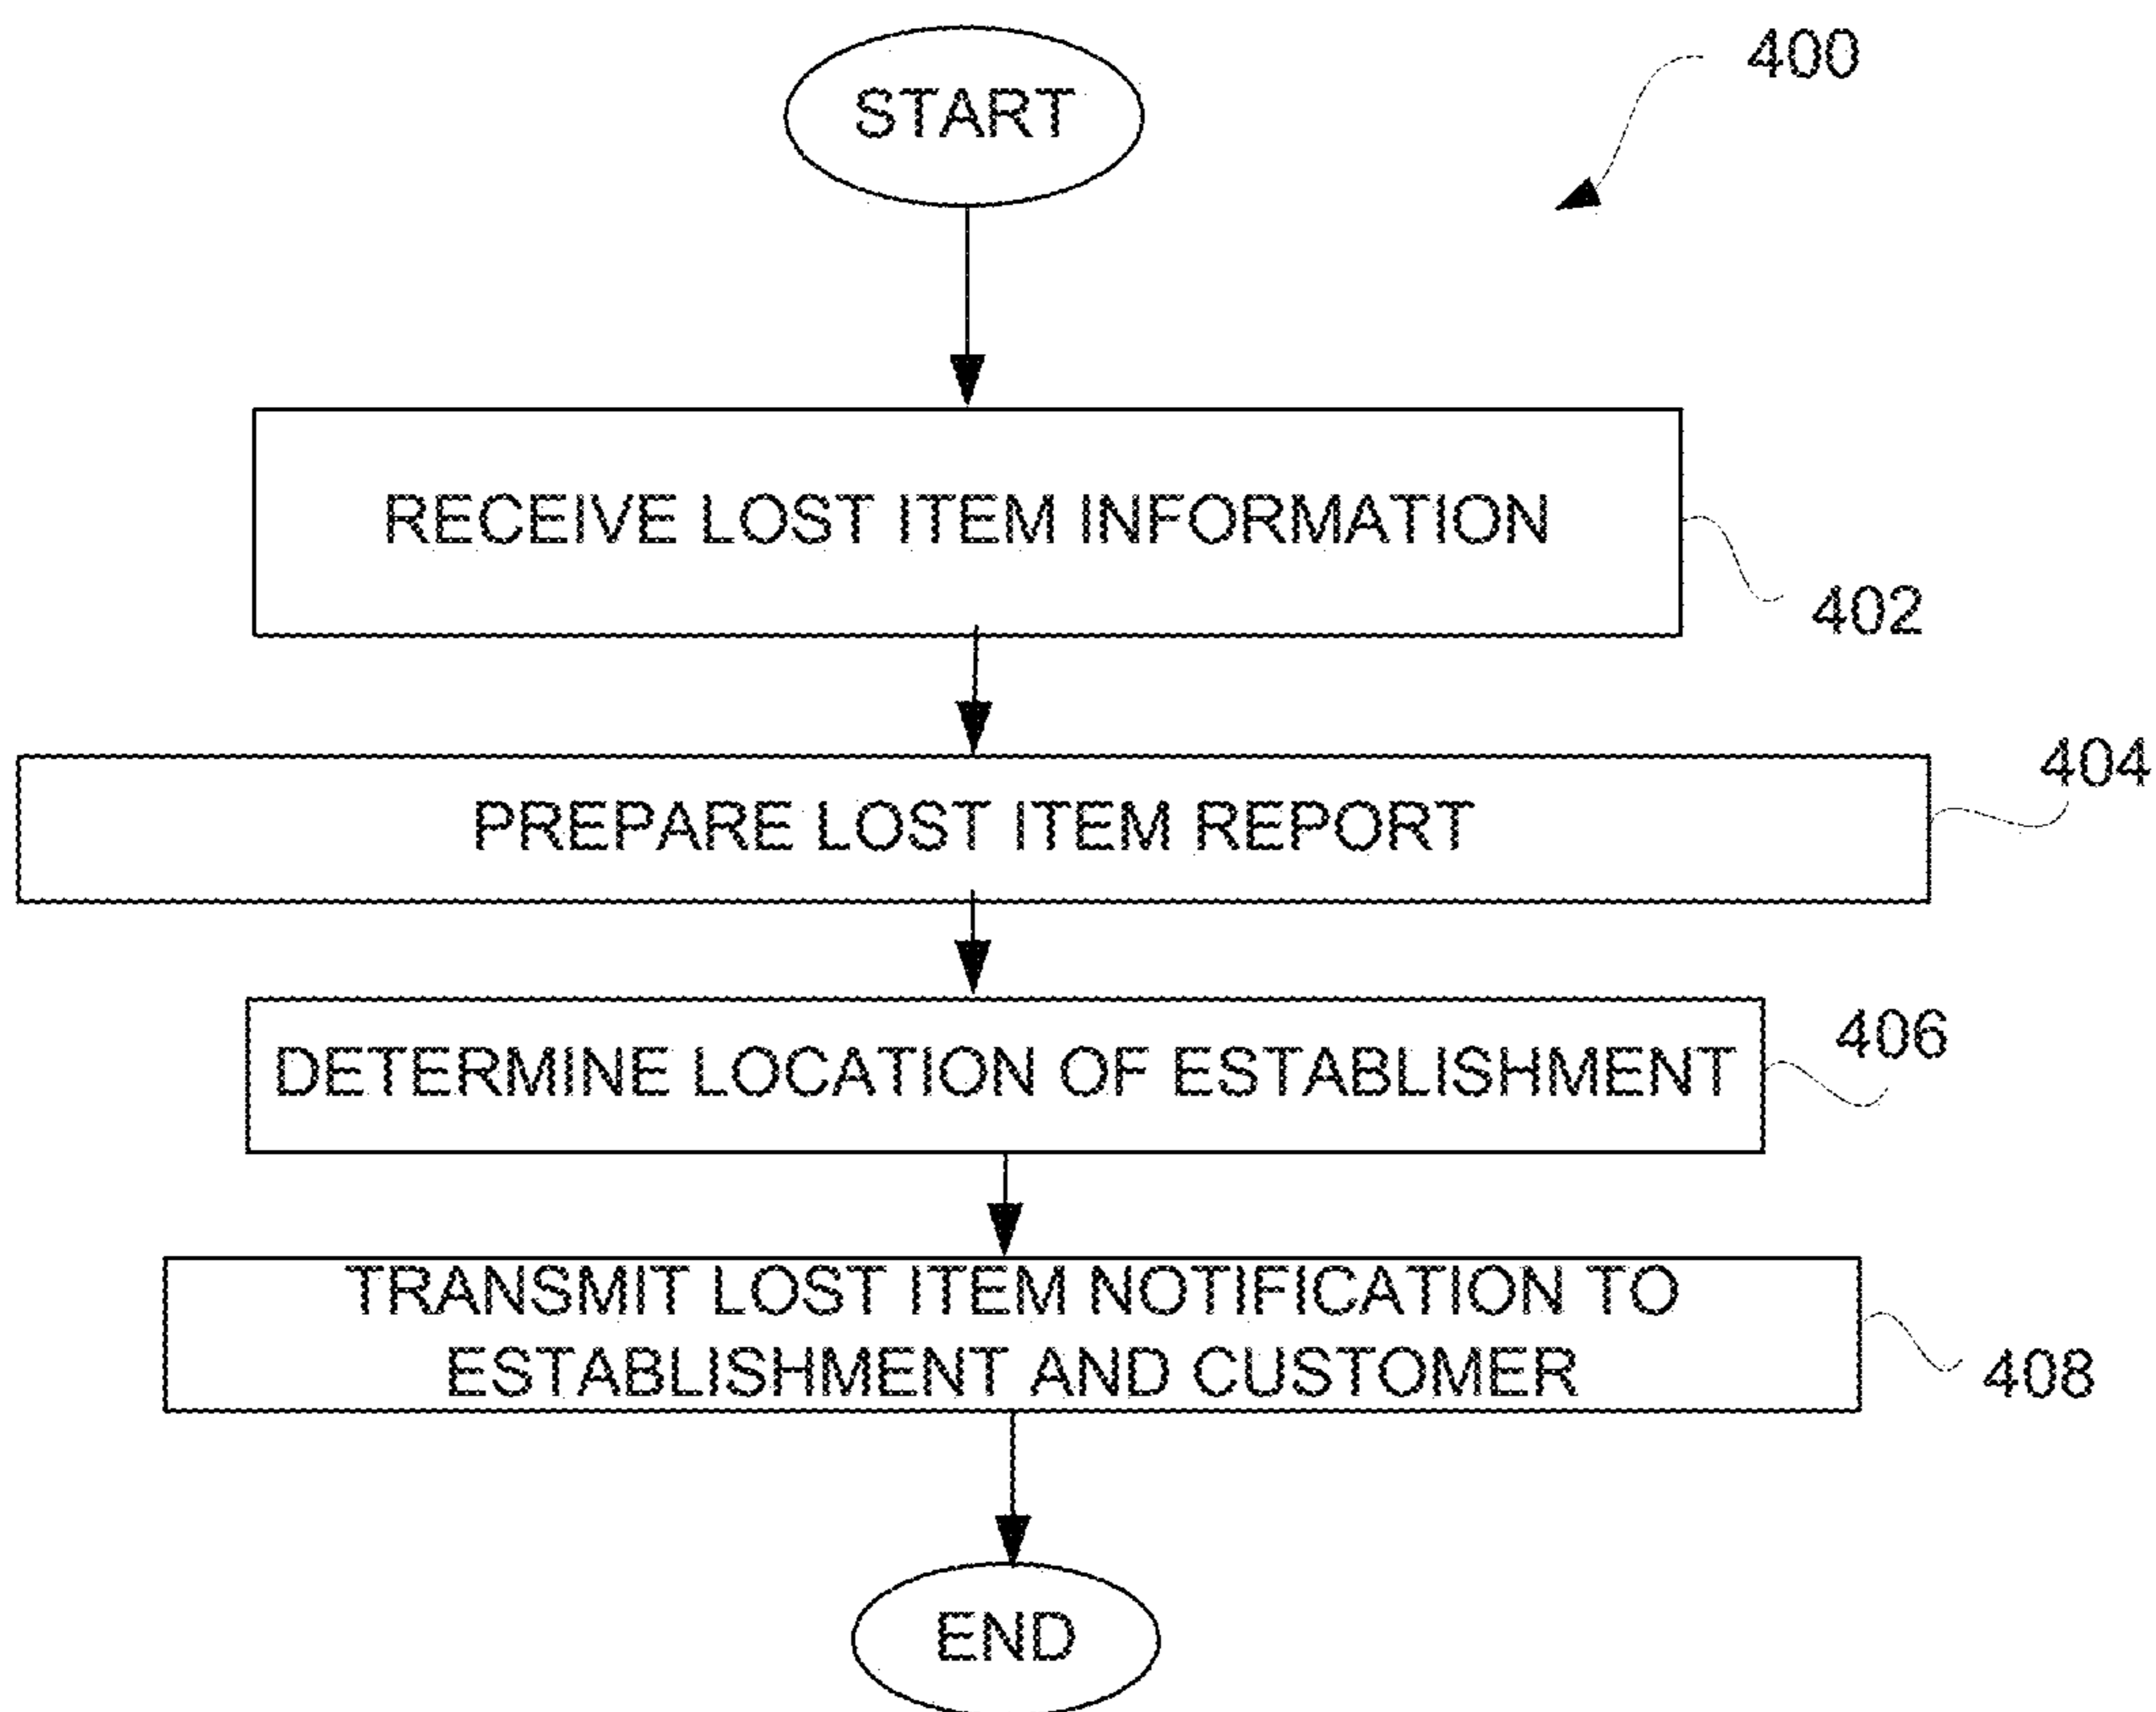 START
400
RECEIVE LOST ITEM INFORMATION
402
PREPARE LOST ITEM REPORT
404
DETERMINE LOCATION OF ESTABLISHMENT
406
TRANSMIT LOST ITEM NOTIFICATION TO
ESTABLISHMENT AND CUSTOMER
408
END